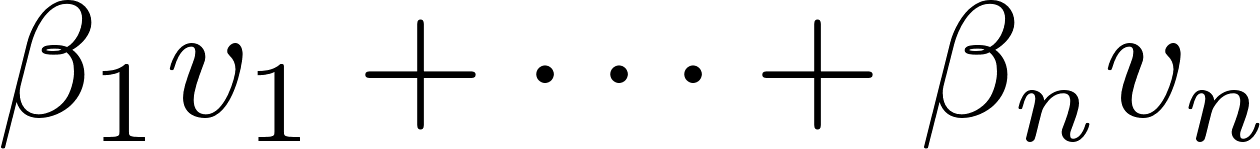 β₁v₁ + ⋯ + βₙvₙ